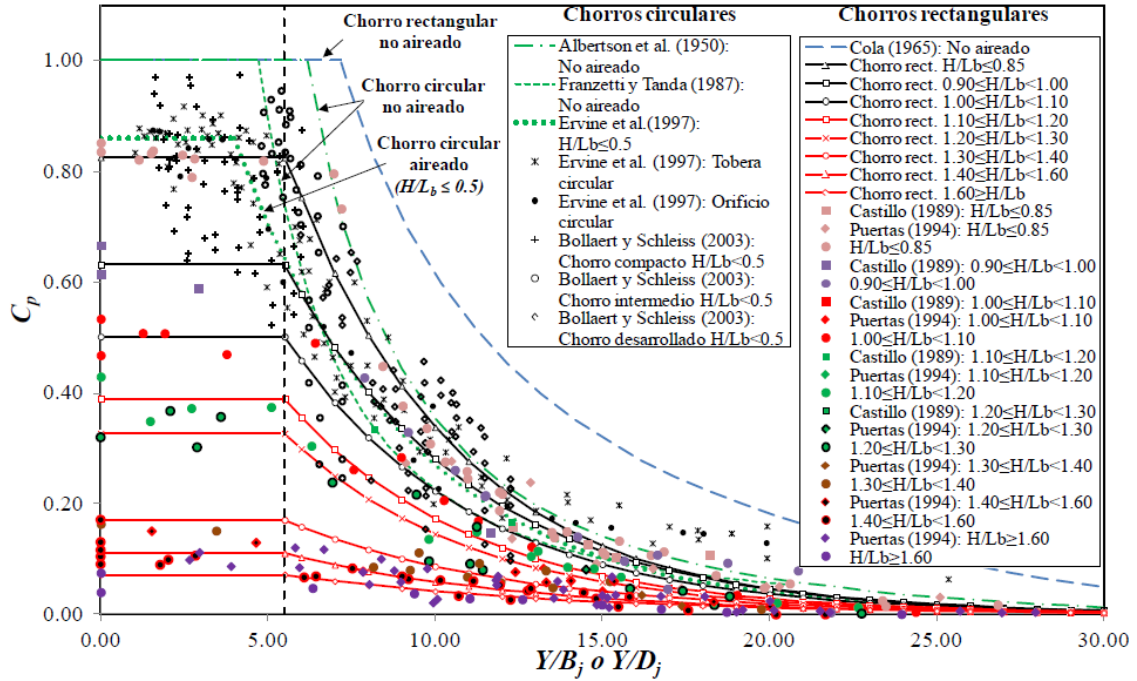 Chorro rectangular
no aireado
Chorro circular
no aireado
Chorro circular
aireado
(H/L_b ≤ 0.5)
Chorros circulares
Albertson et al. (1950):
No aireado
Franzetti y Tanda (1987):
No aireado
Ervine et al.(1997):
H/Lb≤0.5
Ervine et al. (1997): Tobera
circular
Ervine et al. (1997): Orificio
circular
Bollaert y Schleiss (2003):
Chorro compacto H/Lb<0.5
Bollaert y Schleiss (2003):
Chorro intermedio H/Lb<0.5
Bollaert y Schleiss (2003):
Chorro desarrollado H/Lb<0.5
Chorros rectangulares
Cola (1965): No aireado
Chorro rect. H/Lb≤0.85
Chorro rect. 0.90≤H/Lb<1.00
Chorro rect. 1.00≤H/Lb<1.10
Chorro rect. 1.10≤H/Lb<1.20
Chorro rect. 1.20≤H/Lb<1.30
Chorro rect. 1.30≤H/Lb<1.40
Chorro rect. 1.40≤H/Lb<1.60
Chorro rect. 1.60≥H/Lb
Castillo (1989): H/Lb≤0.85
Puertas (1994): H/Lb≤0.85
H/Lb≤0.85
Castillo (1989): 0.90≤H/Lb<1.00
0.90≤H/Lb<1.00
Castillo (1989): 1.00≤H/Lb<1.10
Puertas (1994): 1.00≤H/Lb<1.10
1.00≤H/Lb<1.10
Castillo (1989): 1.10≤H/Lb<1.20
Puertas (1994): 1.10≤H/Lb<1.20
1.10≤H/Lb<1.20
Castillo (1989): 1.20≤H/Lb<1.30
Puertas (1994): 1.20≤H/Lb<1.30
1.20≤H/Lb<1.30
Puertas (1994): 1.30≤H/Lb<1.40
1.30≤H/Lb<1.40
Puertas (1994): 1.40≤H/Lb<1.60
1.40≤H/Lb<1.60
Puertas (1994): H/Lb≥1.60
H/Lb≥1.60
C_p
1.00
0.80
0.60
0.40
0.20
0.00
0.00 5.00 10.00 15.00 20.00 25.00 30.00
Y/B_j o Y/D_j